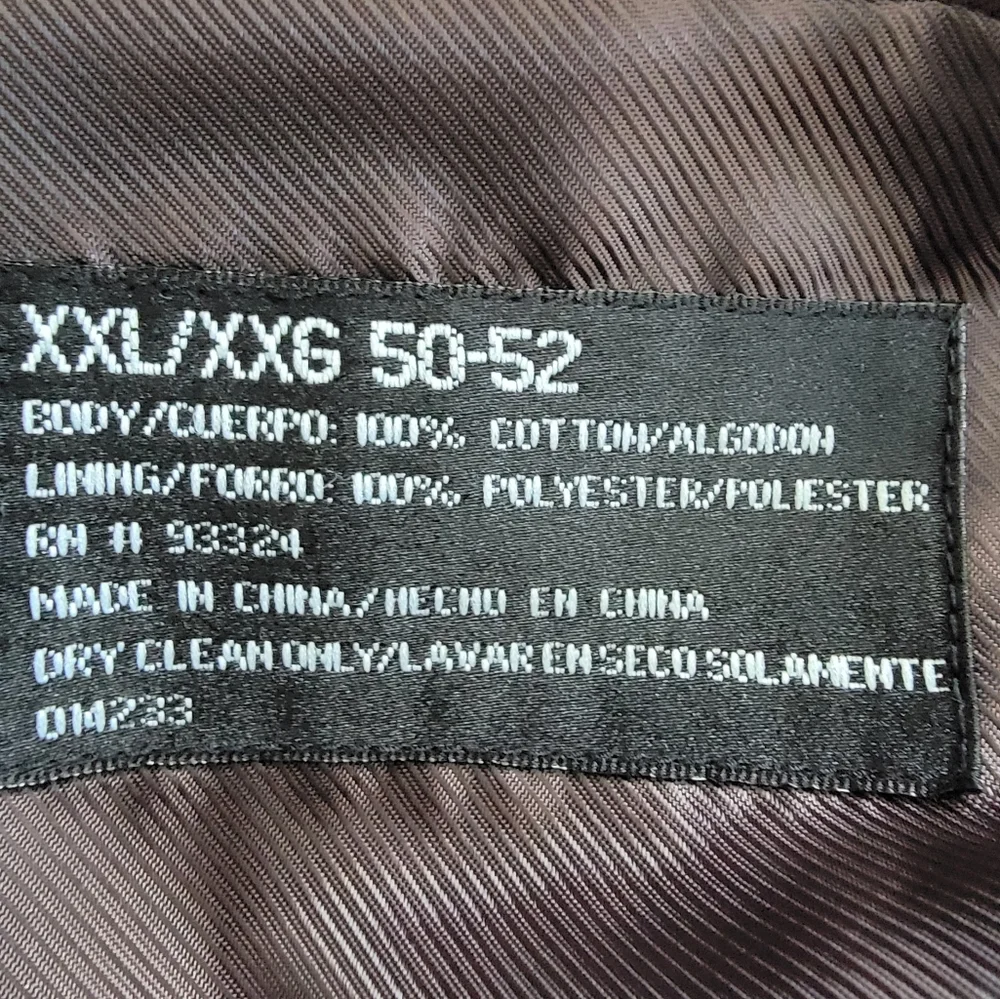 XXL/XXG 50-52
BODY/CUERPO: 100% COTTON/ALGODON
LINING/FORRO: 100% POLYESTER/POLIESTER
RN # 93324
MADE IN CHINA/HECHO EN CHINA
DRY CLEAN ONLY/LAVAR EN SECO SOLAMENTE
014233